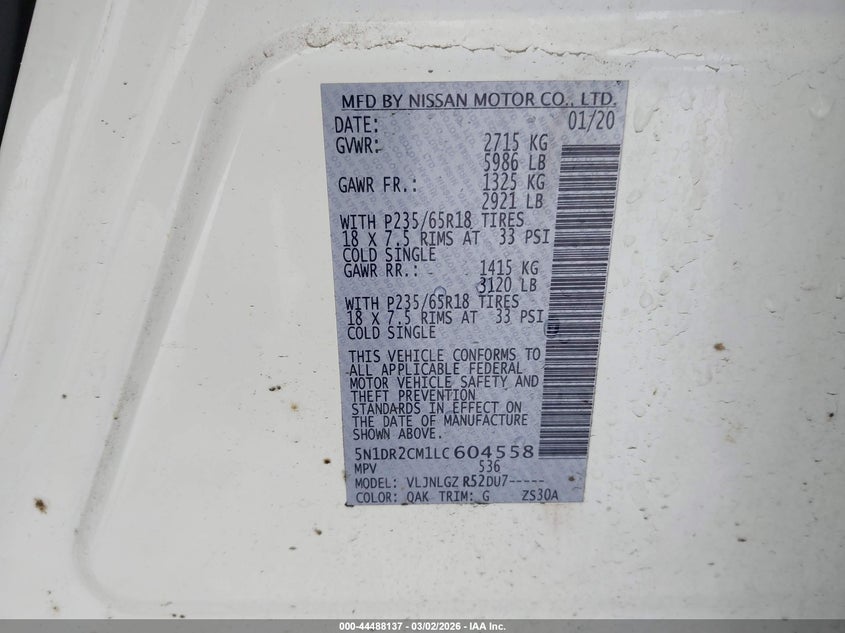 MFD BY NISSAN MOTOR CO., LTD.
DATE: 01/20
GVWR: 2715 KG
5986 LB
GAWR FR.: 1325 KG
2921 LB
WITH P235/65R18 TIRES
18 X 7.5 RIMS AT 33 PSI
COLD SINGLE
GAWR RR.: 1415 KG
3120 LB
WITH P235/65R18 TIRES
18 X 7.5 RIMS AT 33 PSI
COLD SINGLE
THIS VEHICLE CONFORMS TO
ALL APPLICABLE FEDERAL
MOTOR VEHICLE SAFETY AND
THEFT PREVENTION
STANDARDS IN EFFECT ON
THE DATE OF MANUFACTURE
SHOWN ABOVE.
5N1DR2CM1LC604558
MPV 536
MODEL: VLJNLGZ R52DU7-----
COLOR: QAK TRIM: G ZS30A
000-44488137 - 03/02/2026 - IAA Inc.